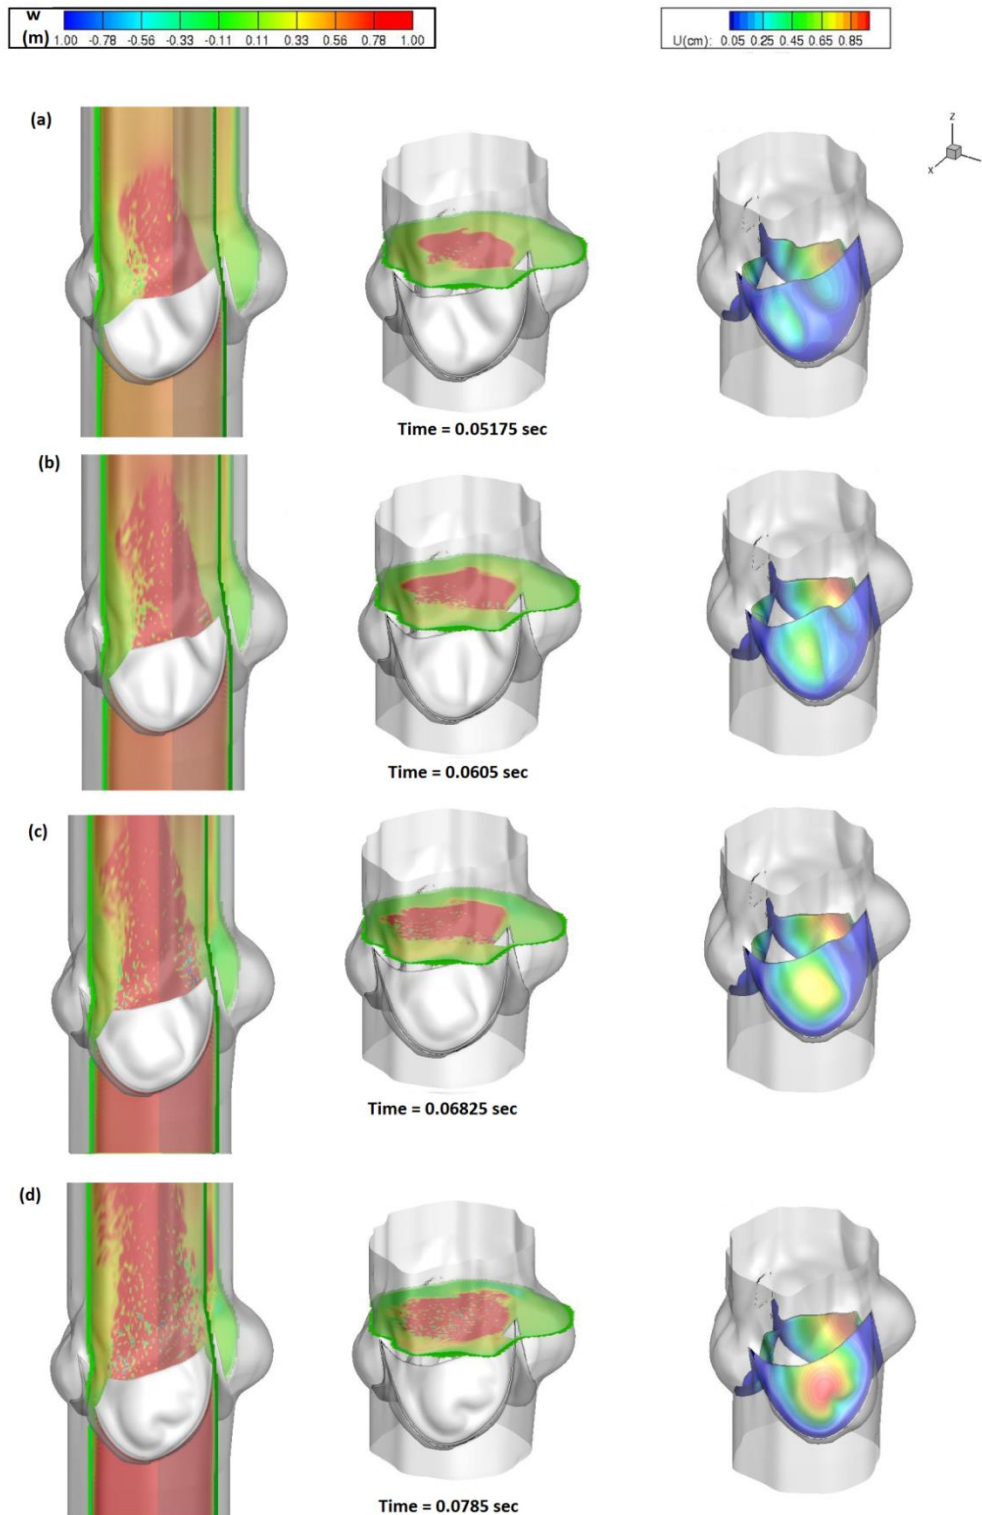 w
(m) 1.00 -0.78 -0.56 -0.33 -0.11 0.11 0.33 0.56 0.78 1.00
U(cm): 0.05 0.25 0.45 0.65 0.85
(a)
z
x
Time = 0.05175 sec
(b)
Time = 0.0605 sec
(c)
Time = 0.06825 sec
(d)
Time = 0.0785 sec